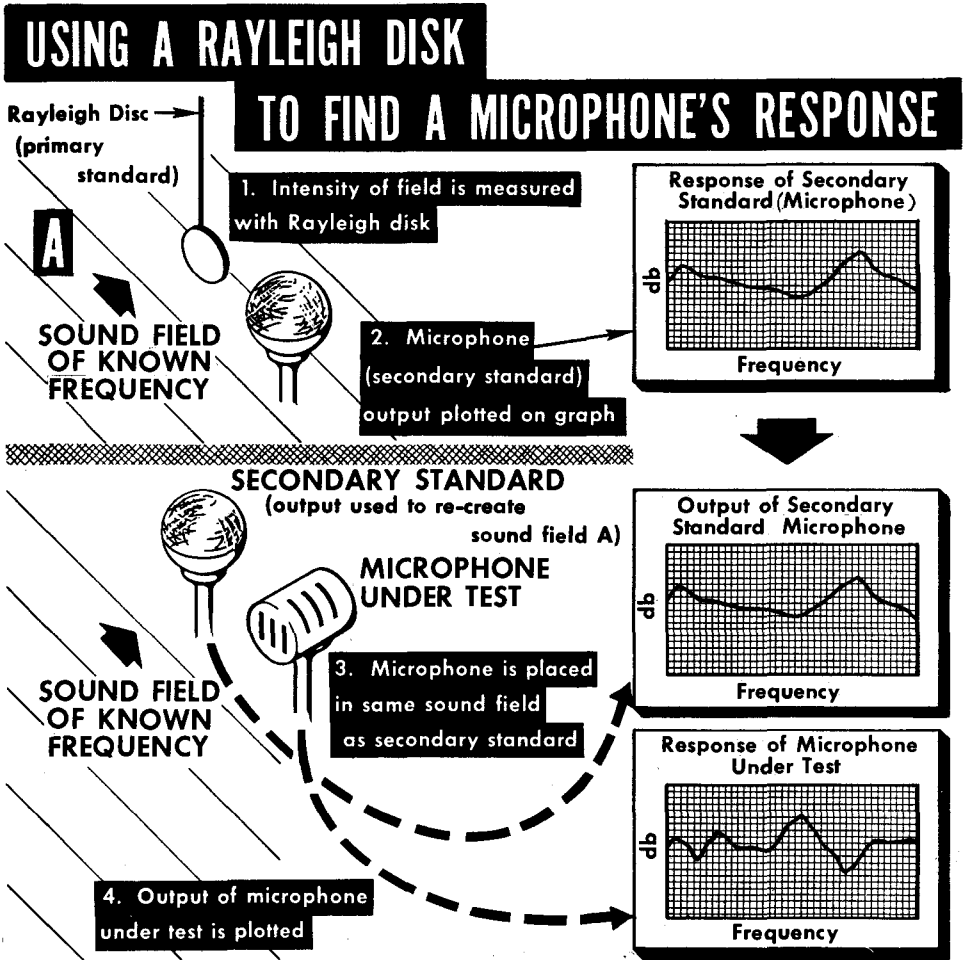 USING A RAYLEIGH DISK
TO FIND A MICROPHONE'S RESPONSE
Rayleigh Disc
(primary
standard)
A
1. Intensity of field is measured
with Rayleigh disk
SOUND FIELD
OF KNOWN
FREQUENCY
2. Microphone
(secondary standard)
output plotted on graph
Response of Secondary
Standard (Microphone)
db
Frequency
SECONDARY STANDARD
(output used to re-create
sound field A)
MICROPHONE
UNDER TEST
SOUND FIELD
OF KNOWN
FREQUENCY
3. Microphone is placed
in same sound field
as secondary standard
Output of Secondary
Standard Microphone
db
Frequency
4. Output of microphone
under test is plotted
Response of Microphone
Under Test
db
Frequency